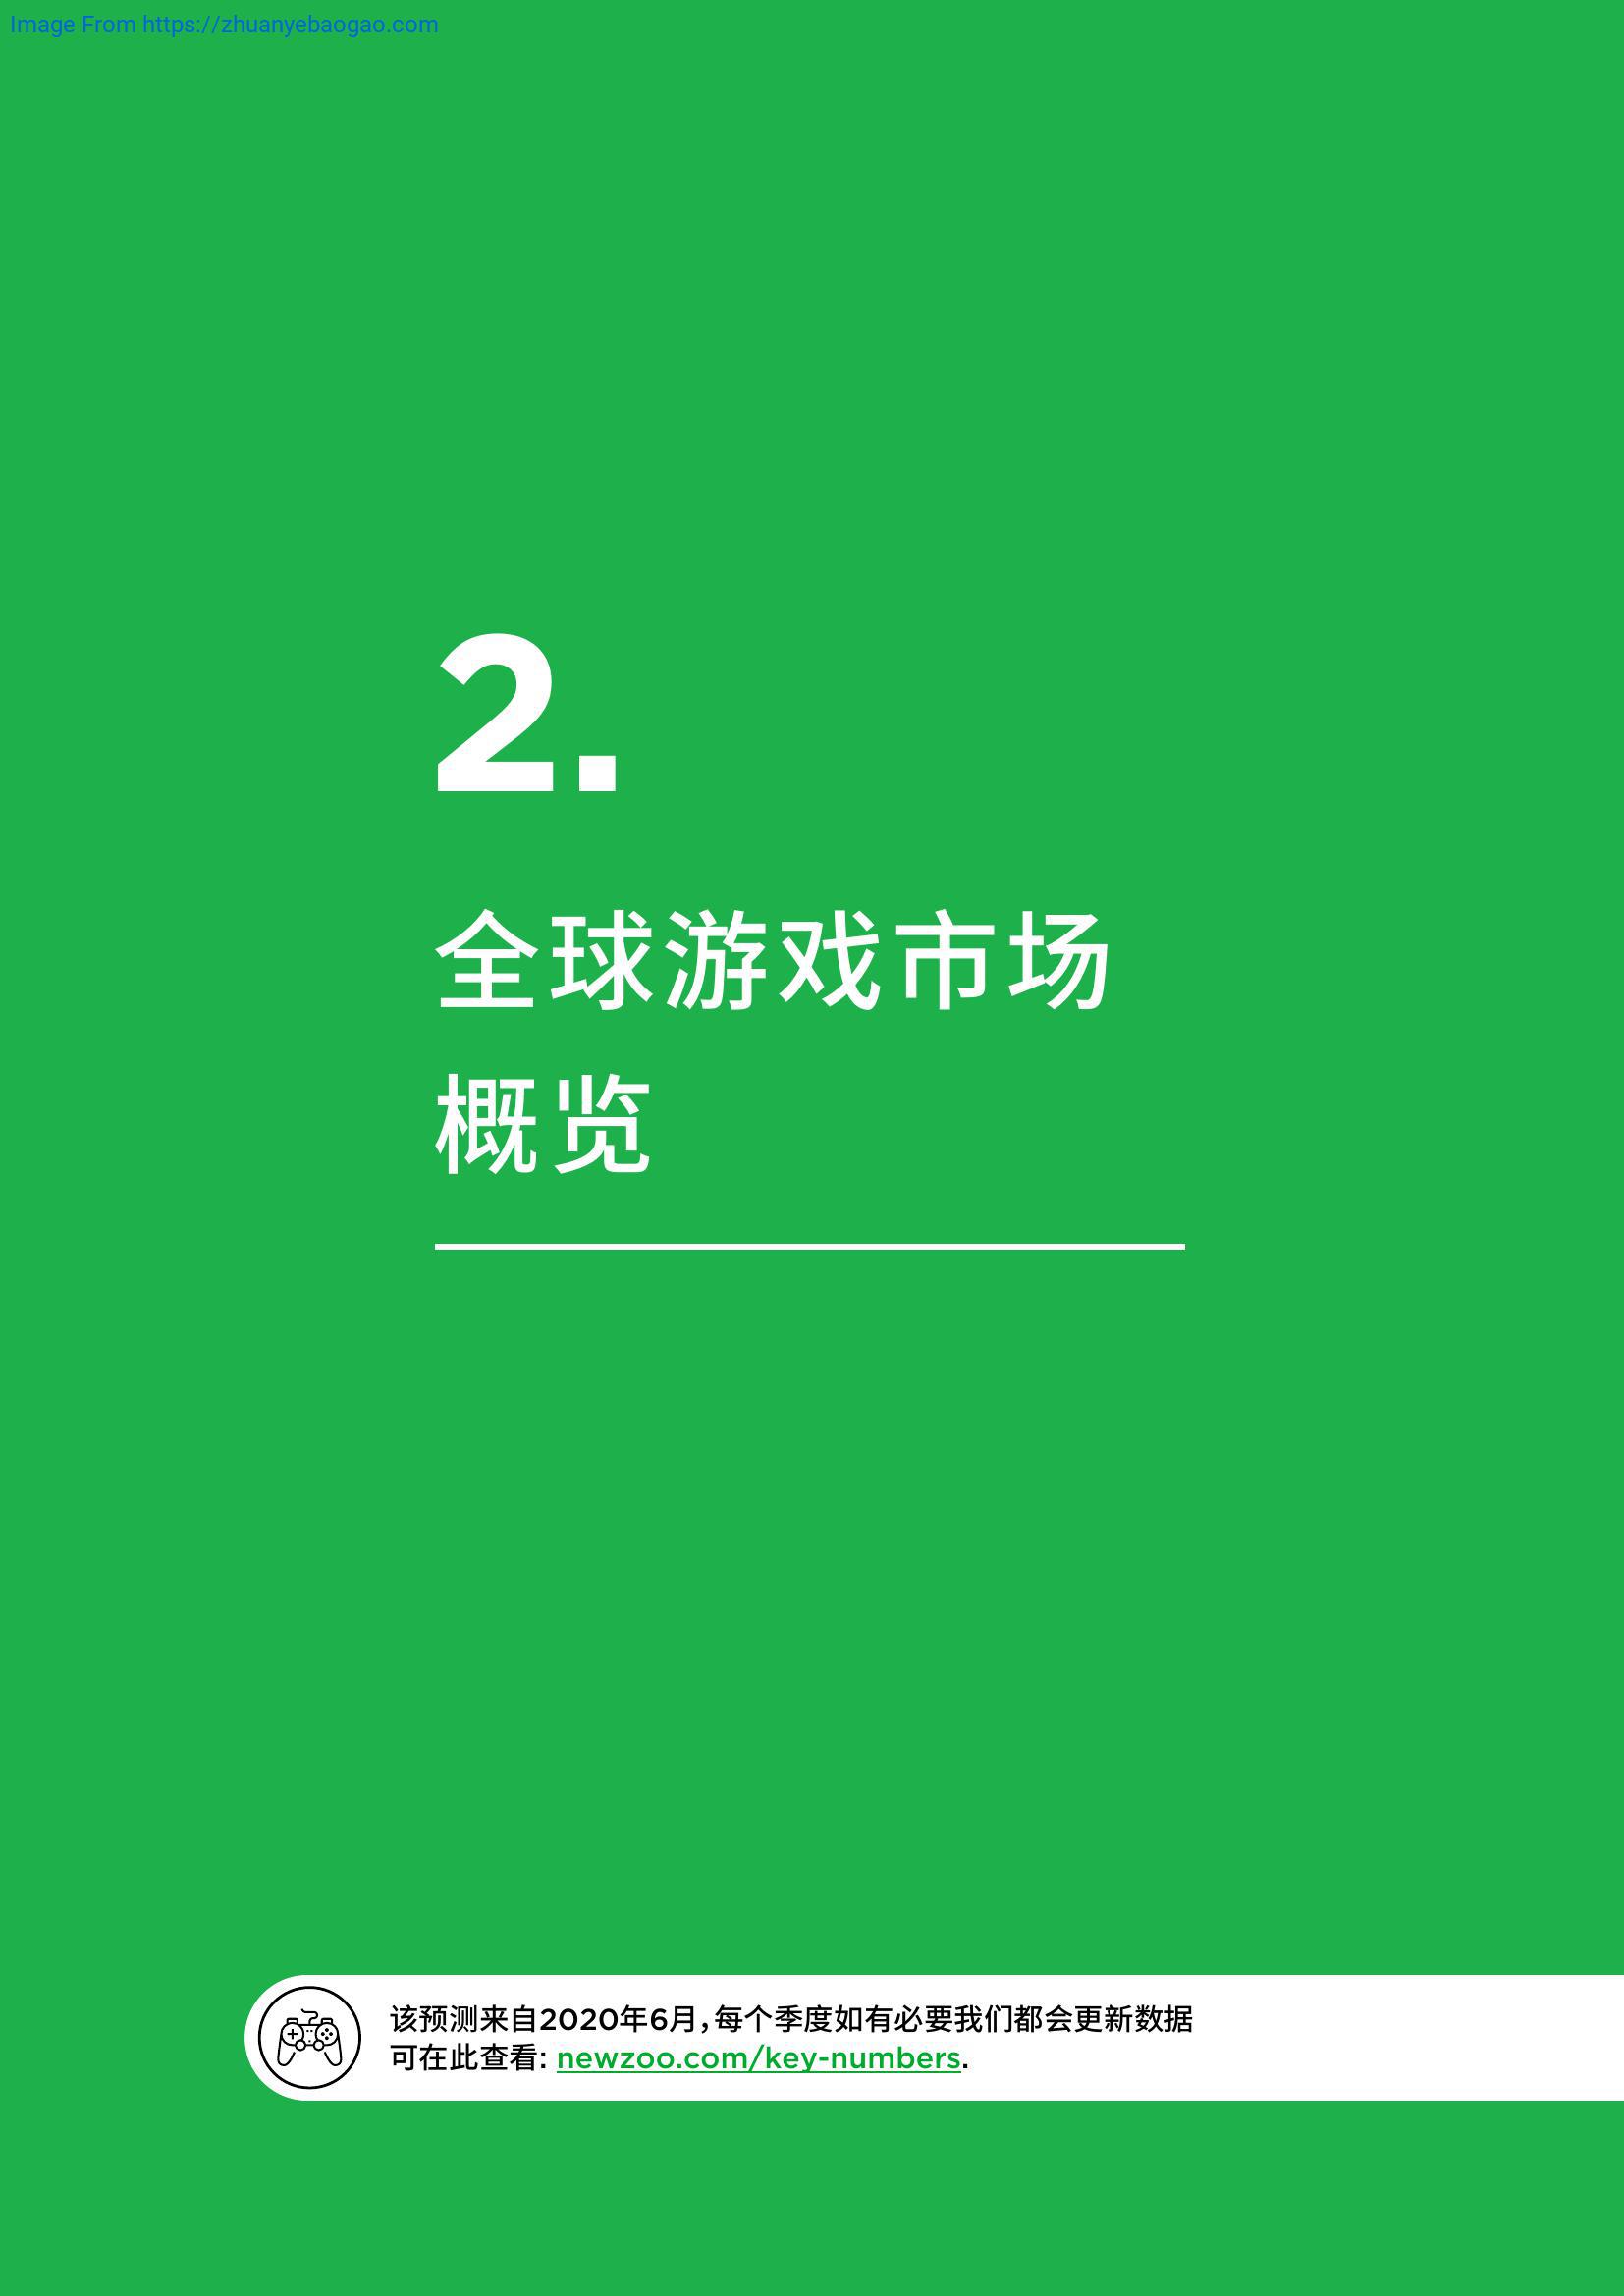 Image From https://zhuanyebaogao.com
2.
全球游戏市场
概览
该预测来自2020年6月，每个季度如有必要我们都会更新数据
可在此查看: newzoo.com/key-numbers.